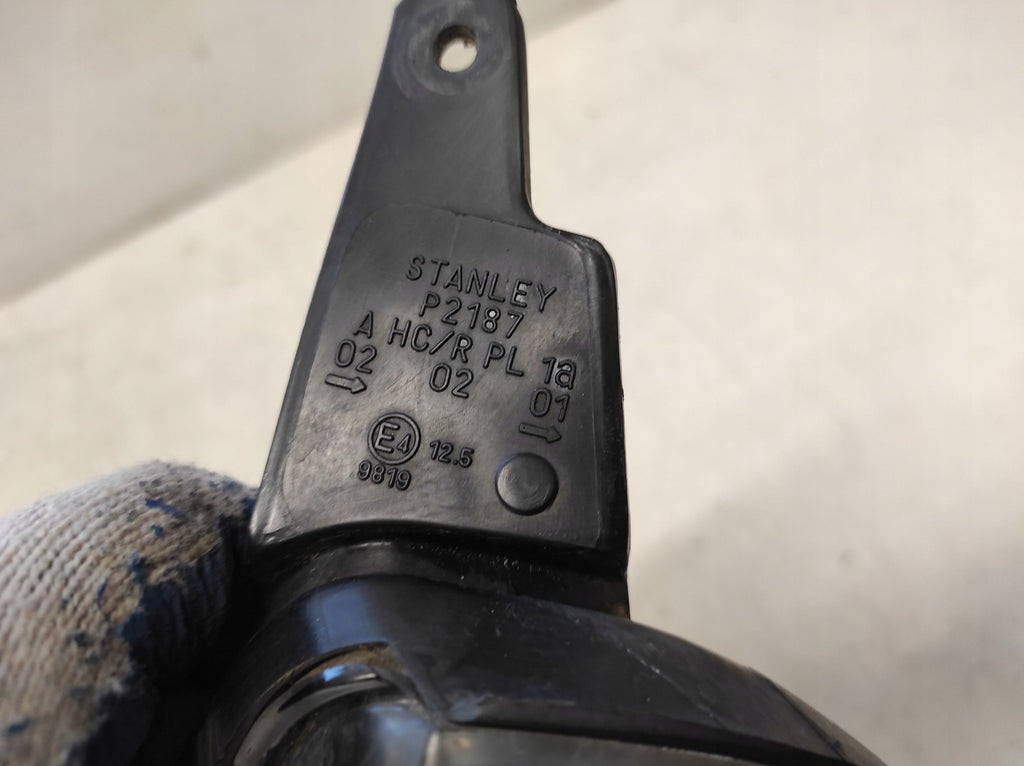 STANLEY
P2187
A HC/R PL 1a
02 02 01
→ →
E4 12.5
9819